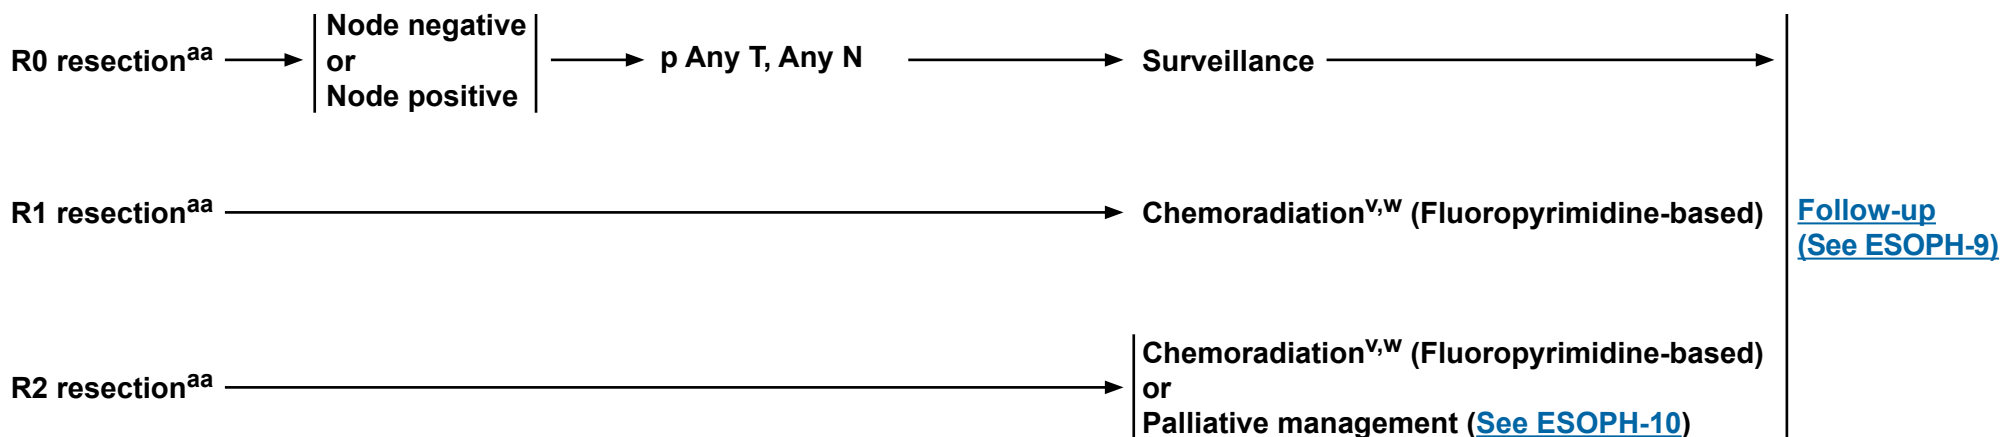 R0 resectionaa
Node negative
or
Node positive
p Any T, Any N
Surveillance
R1 resectionaa
Chemoradiationv,w (Fluoropyrimidine-based)
Follow-up
(See ESOPH-9)
R2 resectionaa
Chemoradiationv,w (Fluoropyrimidine-based)
or
Palliative management (See ESOPH-10)